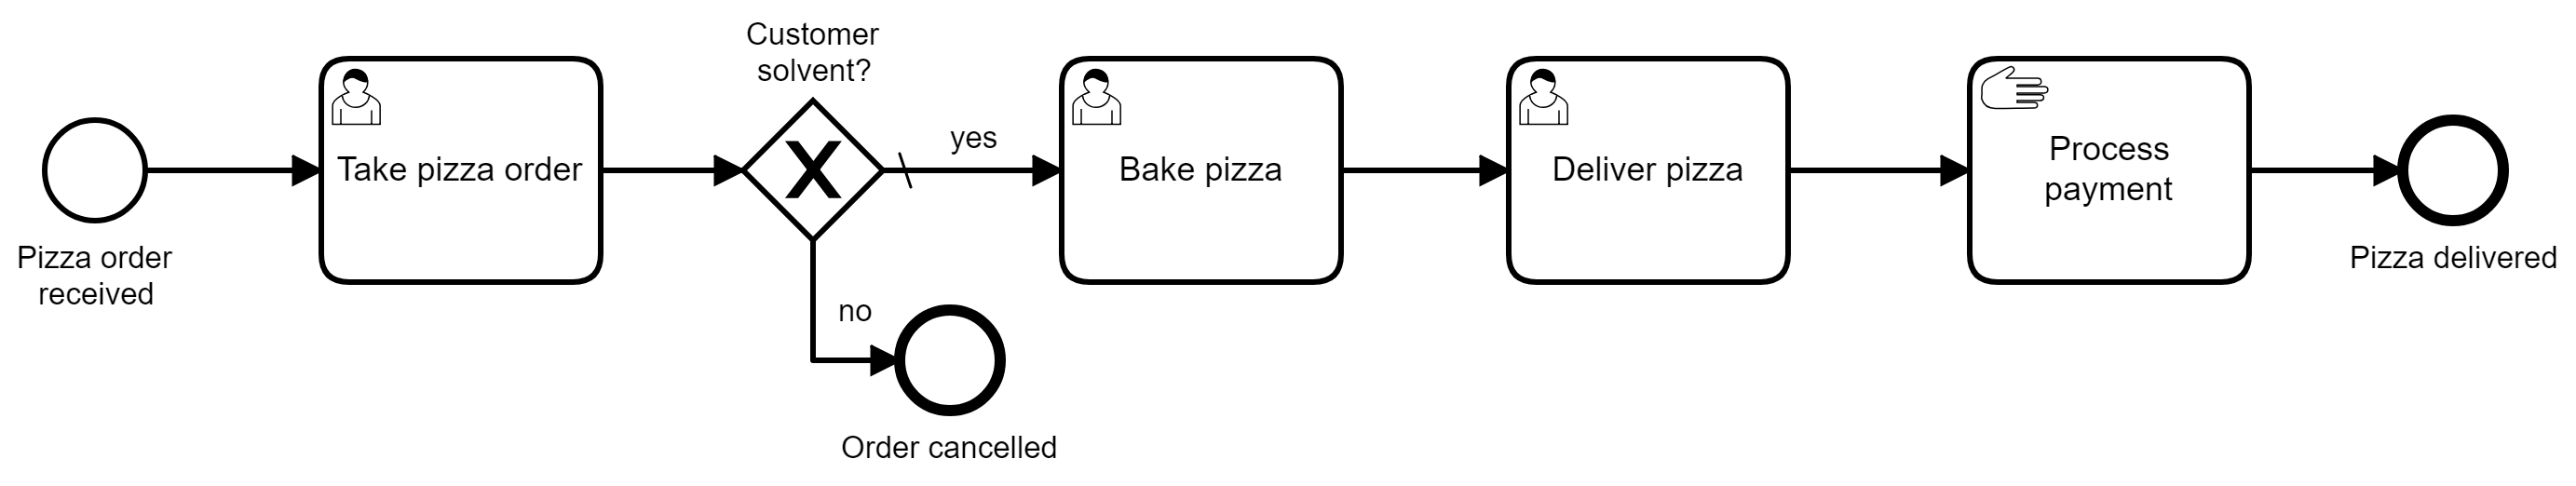 Pizza order
received
Take pizza order
Customer
solvent?
X
yes
no
Order cancelled
Bake pizza
Deliver pizza
Process
payment
Pizza delivered